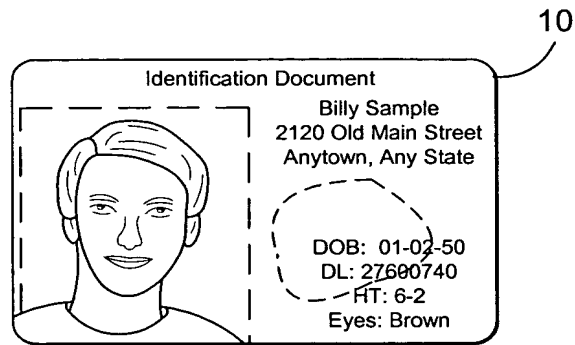 10
Identification Document
Billy Sample
2120 Old Main Street
Anytown, Any State
DOB: 01-02-50
DL: 27600740
HT: 6-2
Eyes: Brown